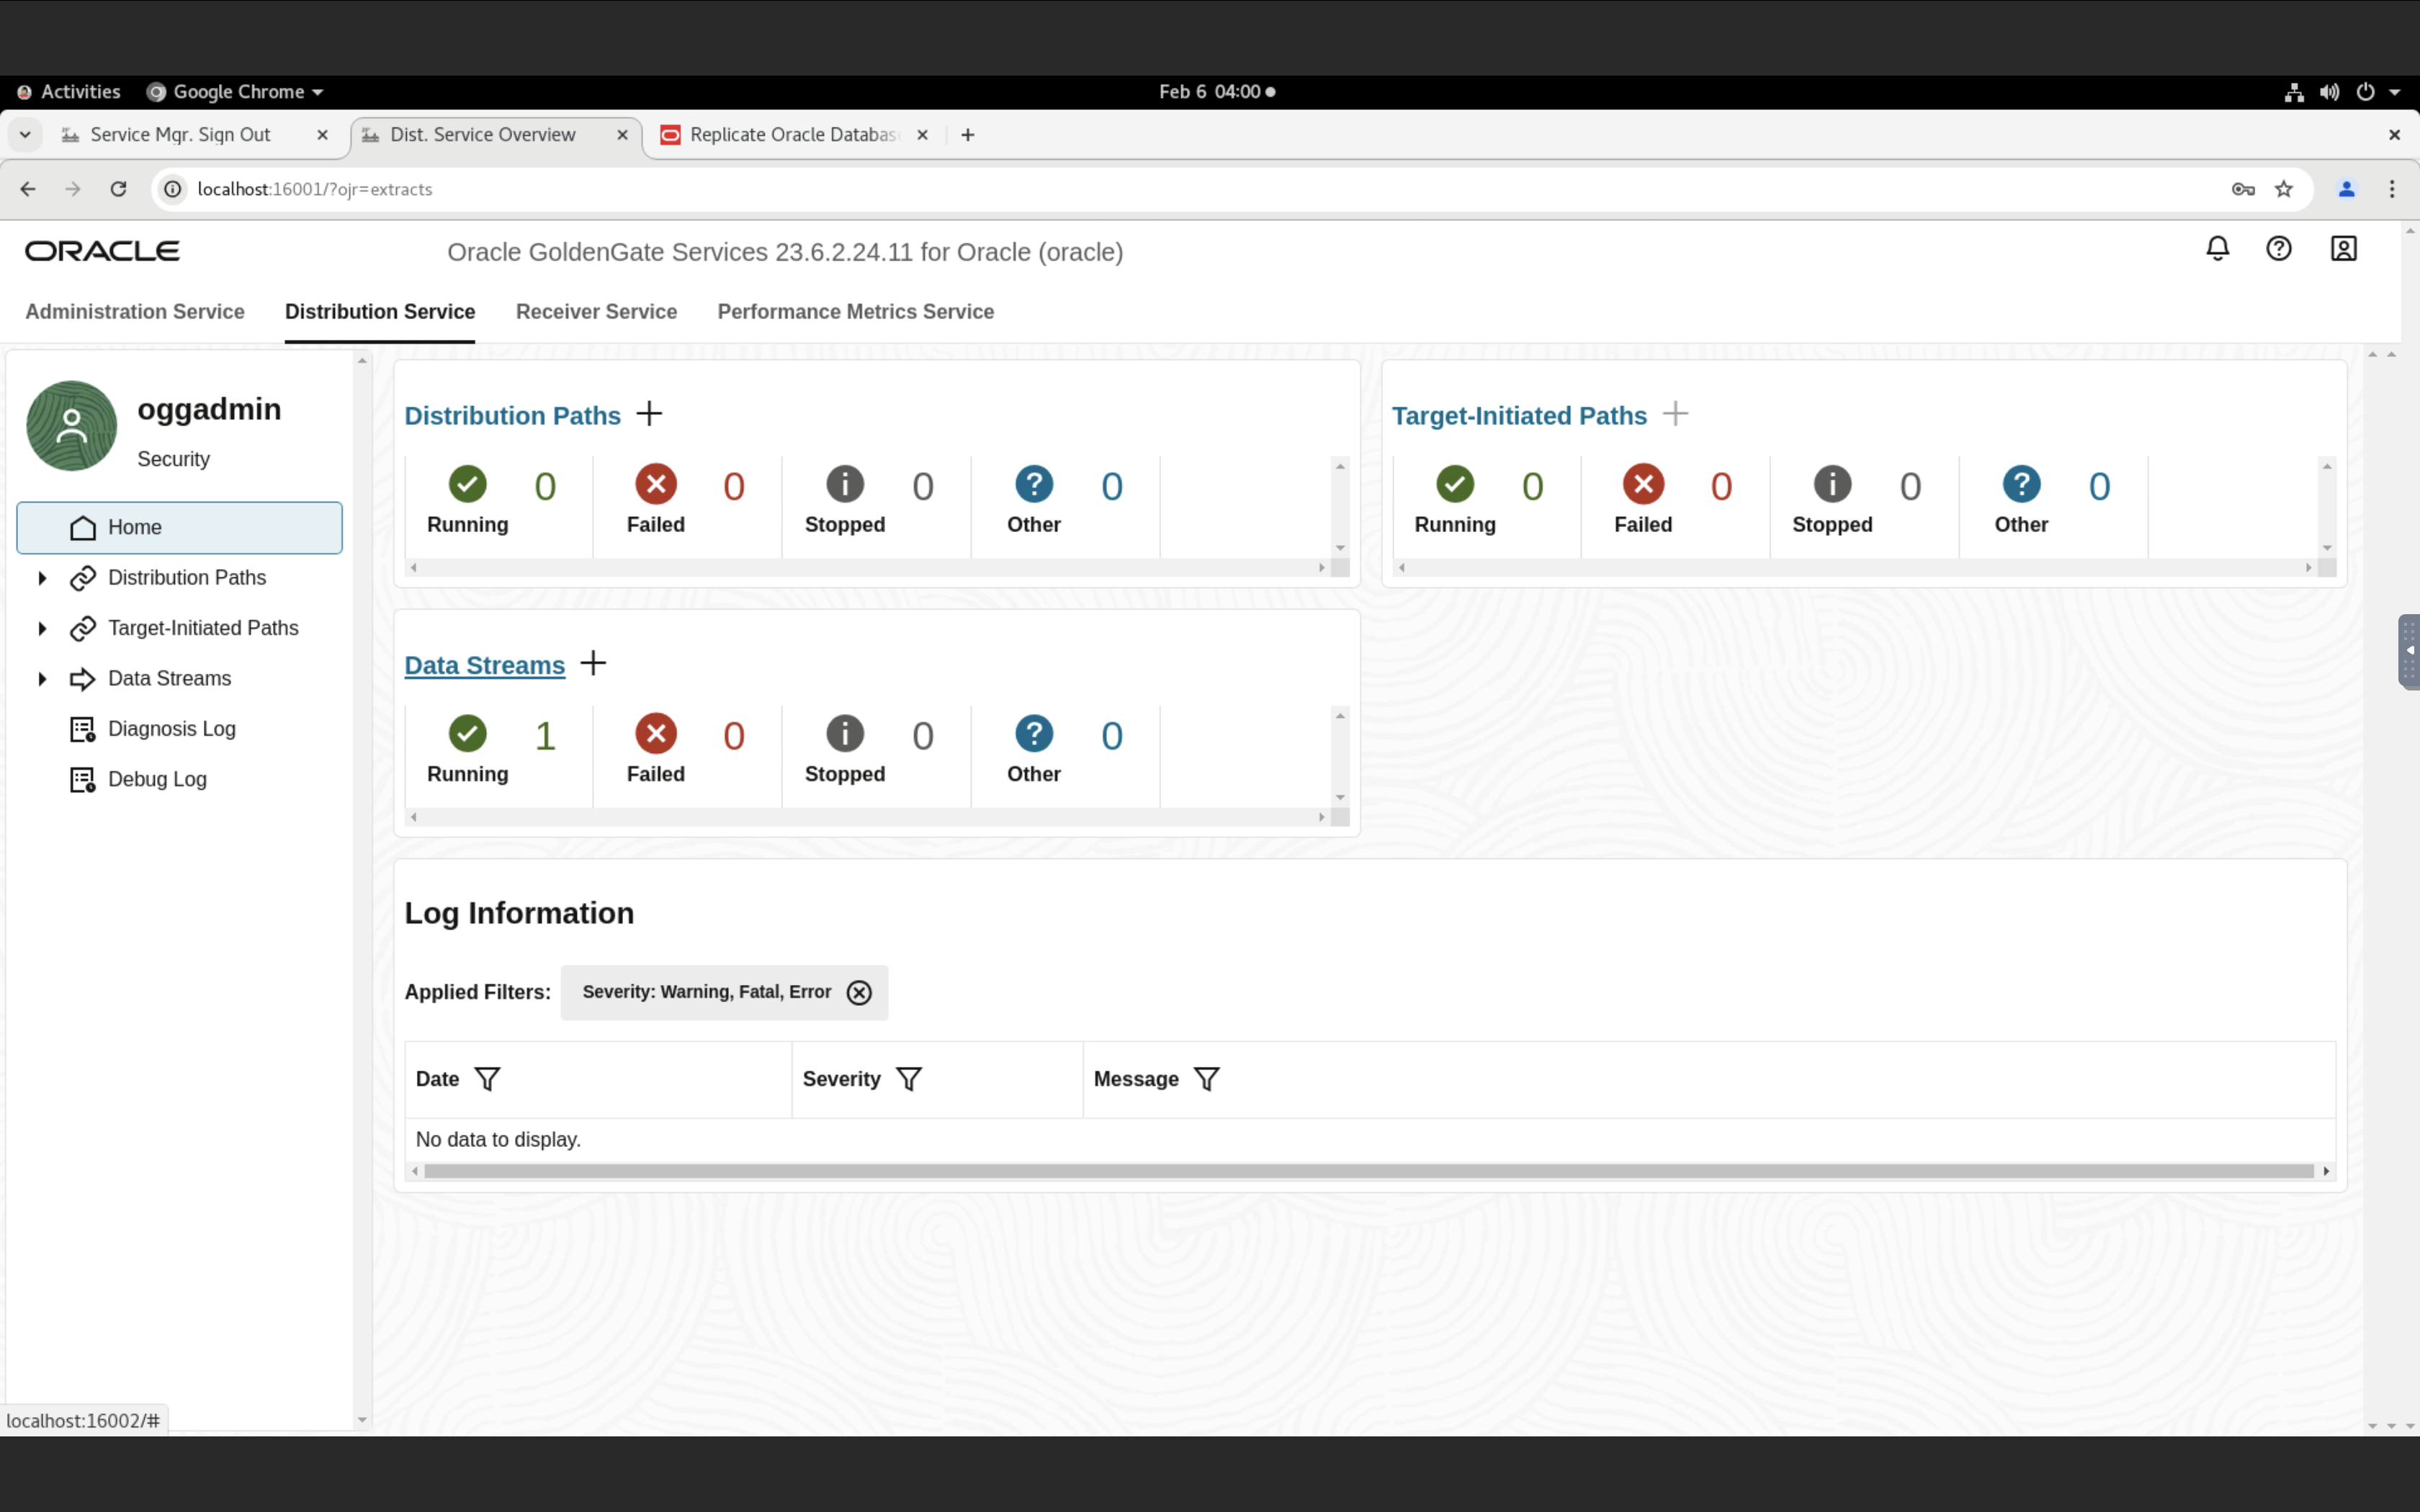 Activities Google Chrome Feb 6 04:00
Service Mgr. Sign Out Dist. Service Overview Replicate Oracle Databas
localhost:16001/?ojr=extracts
ORACLE Oracle GoldenGate Services 23.6.2.24.11 for Oracle (oracle)
Administration Service Distribution Service Receiver Service Performance Metrics Service
oggadmin
Security
Home
Distribution Paths
Target-Initiated Paths
Data Streams
Diagnosis Log
Debug Log
Distribution Paths
0 0 0 0
Running Failed Stopped Other
Target-Initiated Paths
0 0 0 0
Running Failed Stopped Other
Data Streams
1 0 0 0
Running Failed Stopped Other
Log Information
Applied Filters: Severity: Warning, Fatal, Error
Date Severity Message
No data to display.
localhost:16002/#